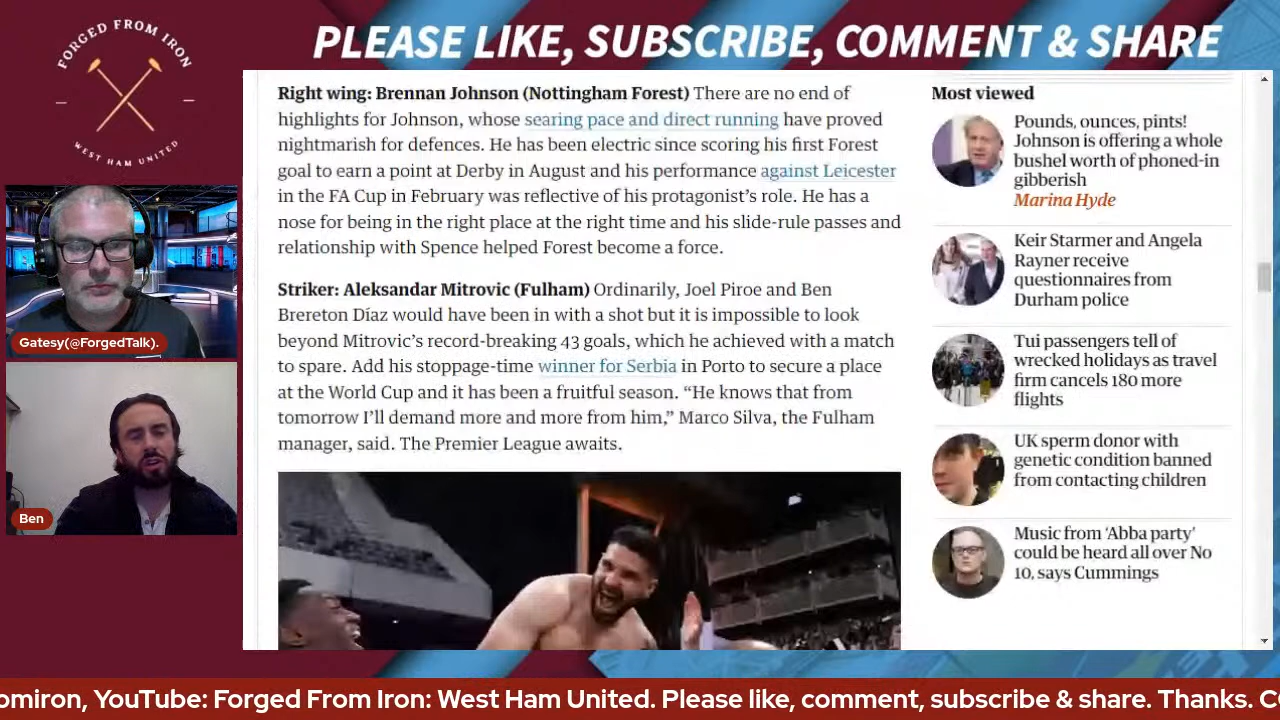 PLEASE LIKE, SUBSCRIBE, COMMENT & SHARE
FORGED FROM IRON
WEST HAM UNITED
Gatesy(@ForgedTalk).
Ben
Right wing: Brennan Johnson (Nottingham Forest) There are no end of
highlights for Johnson, whose searing pace and direct running have proved
nightmarish for defences. He has been electric since scoring his first Forest
goal to earn a point at Derby in August and his performance against Leicester
in the FA Cup in February was reflective of his protagonist’s role. He has a
nose for being in the right place at the right time and his slide-rule passes and
relationship with Spence helped Forest become a force.
Striker: Aleksandar Mitrovic (Fulham) Ordinarily, Joel Piroe and Ben
Brereton Díaz would have been in with a shot but it is impossible to look
beyond Mitrovic’s record-breaking 43 goals, which he achieved with a match
to spare. Add his stoppage-time winner for Serbia in Porto to secure a place
at the World Cup and it has been a fruitful season. “He knows that from
tomorrow I’ll demand more and more from him,” Marco Silva, the Fulham
manager, said. The Premier League awaits.
Most viewed
Pounds, ounces, pints!
Johnson is offering a whole
bushel worth of phoned-in
gibberish
Marina Hyde
Keir Starmer and Angela
Rayner receive
questionnaires from
Durham police
Tui passengers tell of
wrecked holidays as travel
firm cancels 180 more
flights
UK sperm donor with
genetic condition banned
from contacting children
Music from ‘Abba party’
could be heard all over No
10, says Cummings
omiron, YouTube: Forged From Iron: West Ham United. Please like, comment, subscribe & share. Thanks. C